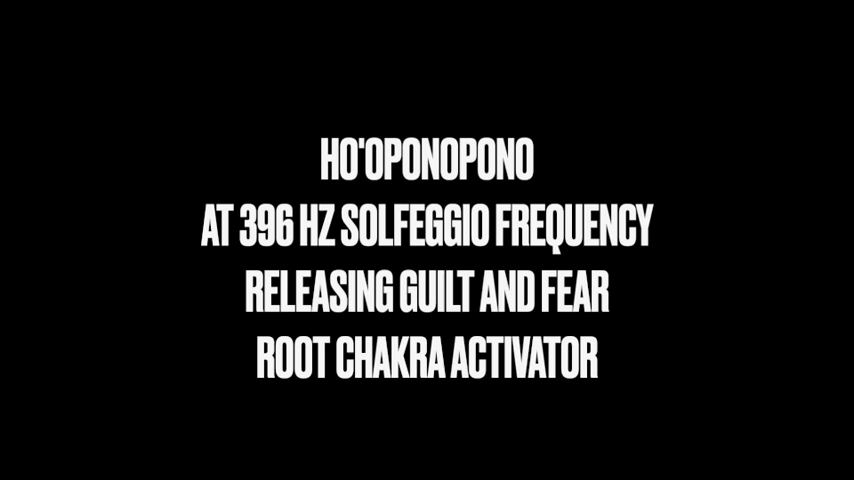 HO'OPONOPONO
AT 396 HZ SOLFEGGIO FREQUENCY
RELEASING GUILT AND FEAR
ROOT CHAKRA ACTIVATOR